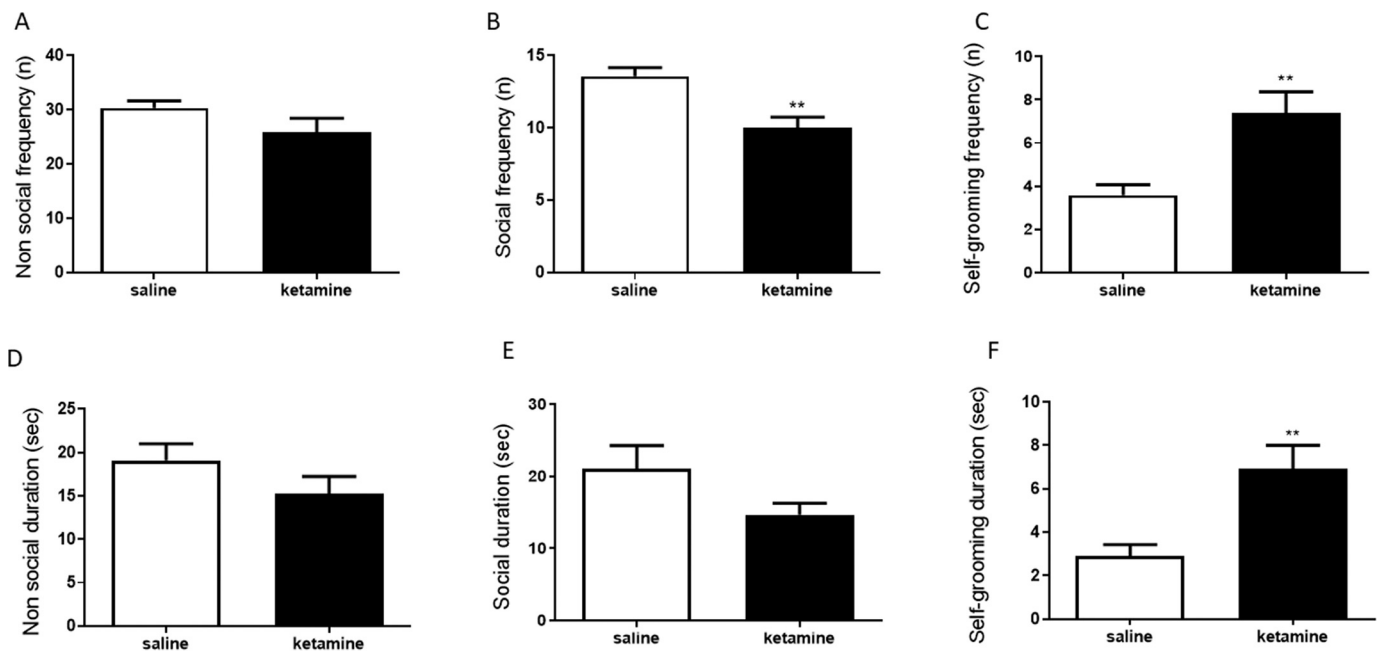 A
Non social frequency (n)
40
30
20
10
0
saline
ketamine
B
Social frequency (n)
15
10
5
0
**
saline
ketamine
C
Self-grooming frequency (n)
10
8
6
4
2
0
**
saline
ketamine
D
Non social duration (sec)
25
20
15
10
5
0
saline
ketamine
E
Social duration (sec)
30
20
10
0
saline
ketamine
F
Self-grooming duration (sec)
10
8
6
4
2
0
**
saline
ketamine